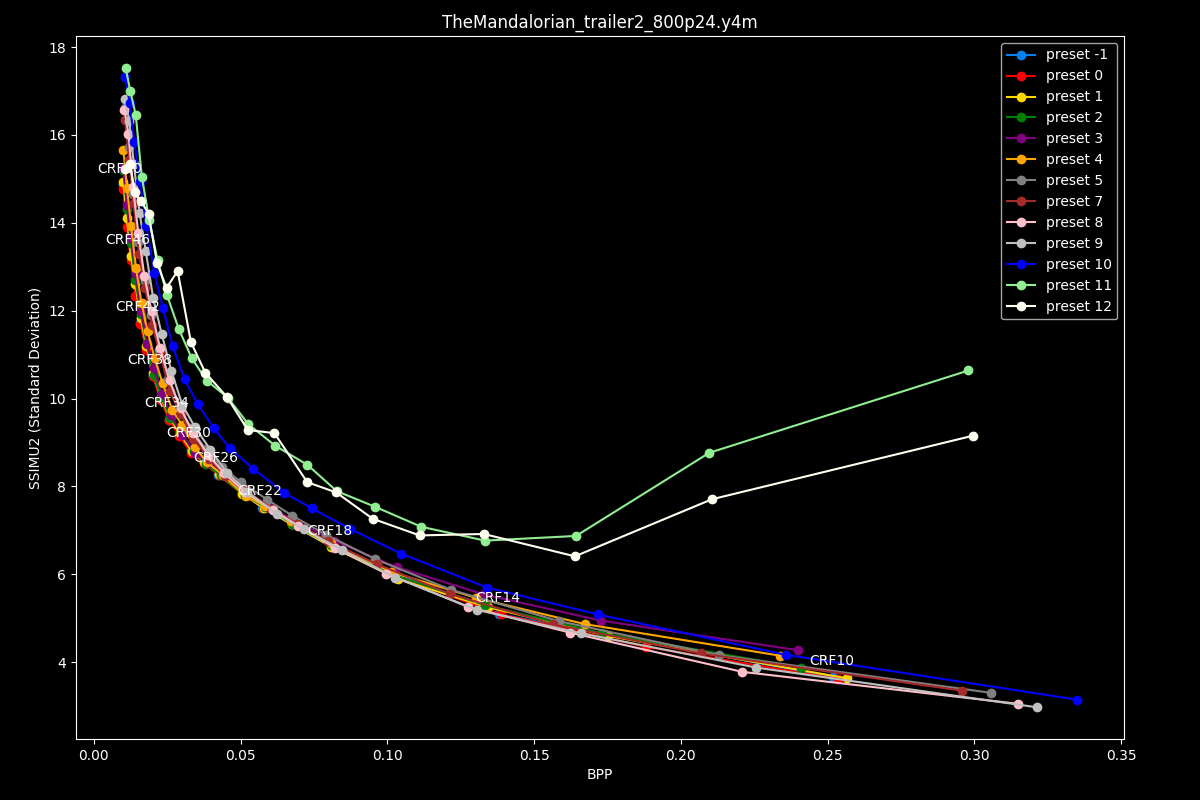 TheMandalorian_trailer2_800p24.y4m
preset -1
preset 0
preset 1
preset 2
preset 3
preset 4
preset 5
preset 7
preset 8
preset 9
preset 10
preset 11
preset 12
SSIMU2 (Standard Deviation)
18
16
14
12
10
8
6
4
CRF46
CRF42
CRF38
CRF34
CRF30
CRF26
CRF22
CRF18
CRF14
CRF10
0.00
0.05
0.10
0.15
0.20
0.25
0.30
0.35
BPP